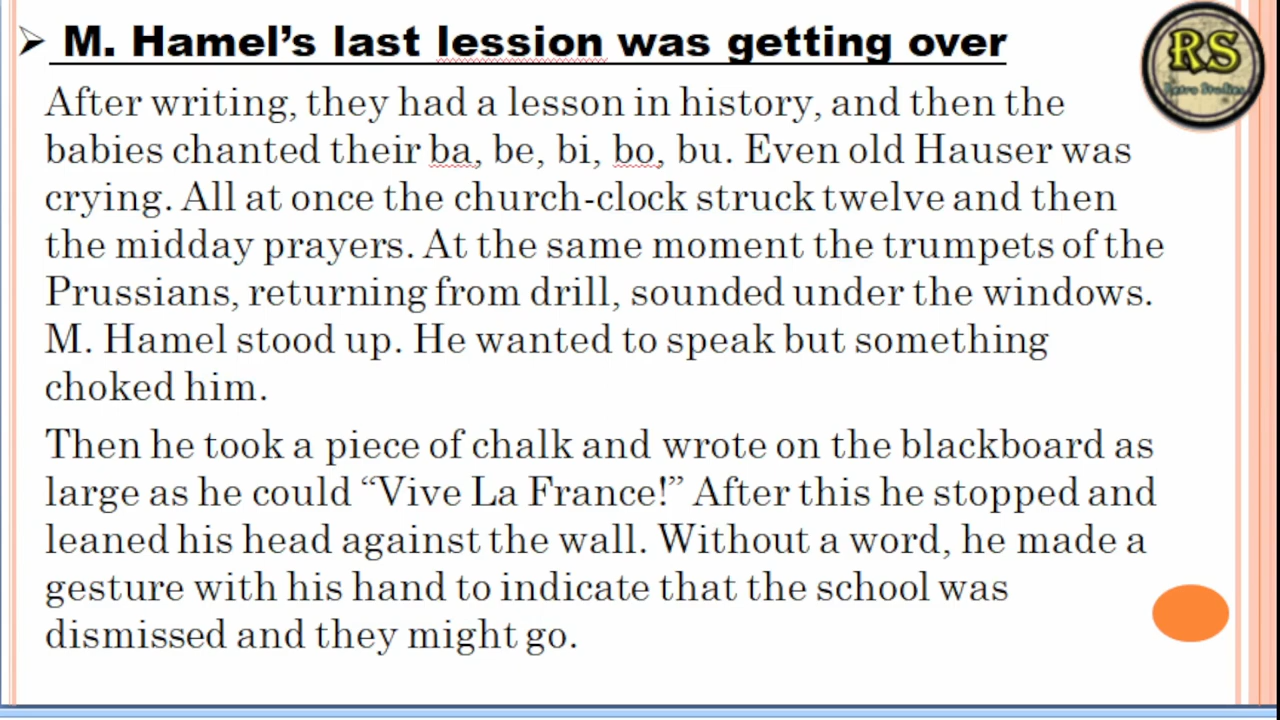 M. Hamel’s last lession was getting over
RS
Retro Studies
After writing, they had a lesson in history, and then the
babies chanted their ba, be, bi, bo, bu. Even old Hauser was
crying. All at once the church-clock struck twelve and then
the midday prayers. At the same moment the trumpets of the
Prussians, returning from drill, sounded under the windows.
M. Hamel stood up. He wanted to speak but something
choked him.
Then he took a piece of chalk and wrote on the blackboard as
large as he could “Vive La France!” After this he stopped and
leaned his head against the wall. Without a word, he made a
gesture with his hand to indicate that the school was
dismissed and they might go.